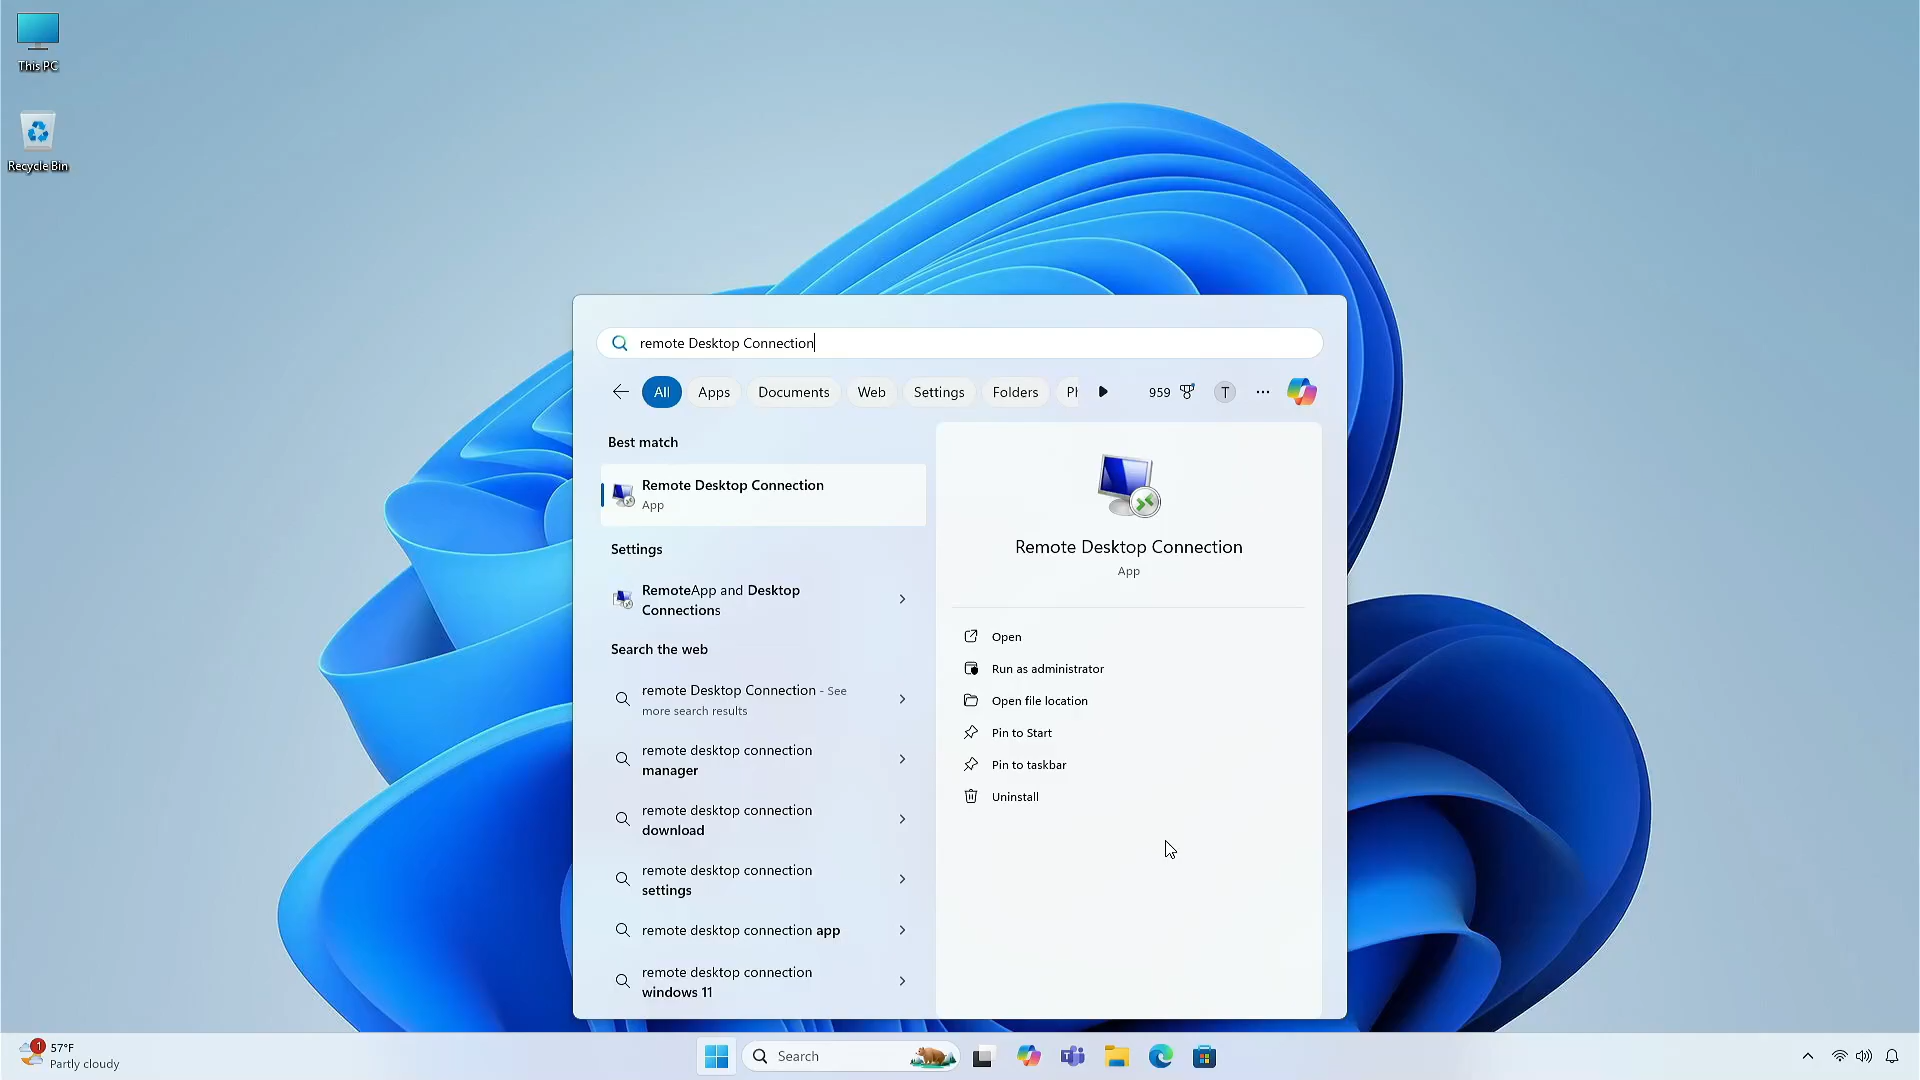 This PC
Recycle Bin
remote Desktop Connection
All
Apps
Documents
Web
Settings
Folders
959
T
Best match
Remote Desktop Connection
App
Settings
RemoteApp and Desktop
Connections
Search the web
remote Desktop Connection - See
more search results
remote desktop connection
manager
remote desktop connection
download
remote desktop connection
settings
remote desktop connection app
remote desktop connection
windows 11
Remote Desktop Connection
App
Open
Run as administrator
Open file location
Pin to Start
Pin to taskbar
Uninstall
1
57°F
Partly cloudy
Search